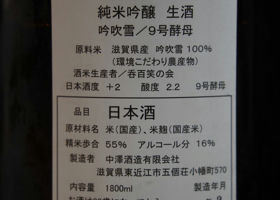 純米吟醸 生酒
吟吹雪／9号酵母
原料米 滋賀県産 吟吹雪 100%
（環境こだわり農産物）
酒米生産者／呑百笑の会
日本酒度 +2 酸度 2.2 9号酵母
品目 日本酒
原材料名 米(国産)、米麹(国産米)
精米歩合 55% アルコール分 16%
製造者 中澤酒造有限会社
滋賀県東近江市五個荘小幡町570
内容量 1800ml 製造年月